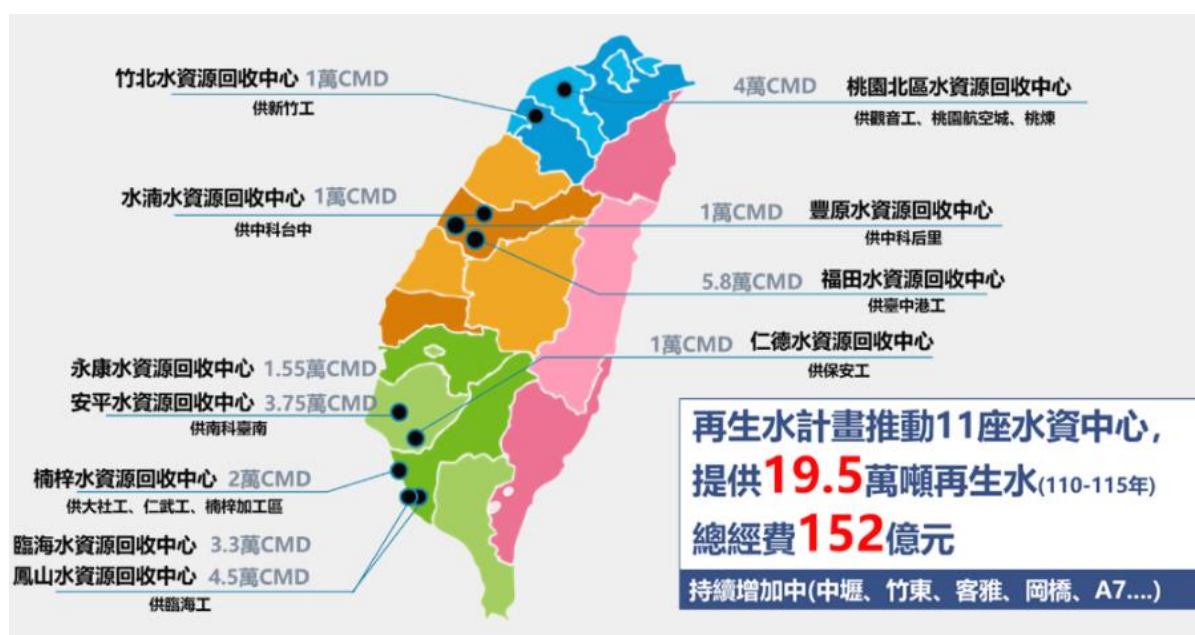 竹北水資源回收中心 1萬CMD
供新竹工
4萬CMD 桃園北區水資源回收中心
供觀音工、桃園航空城、桃煉
水湳水資源回收中心 1萬CMD
供中科台中
1萬CMD 豐原水資源回收中心
供中科后里
5.8萬CMD 福田水資源回收中心
供臺中港工
1萬CMD 仁德水資源回收中心
供保安工
永康水資源回收中心 1.55萬CMD
安平水資源回收中心 3.75萬CMD
供南科臺南
楠梓水資源回收中心 2萬CMD
供大社工、仁武工、楠梓加工區
臨海水資源回收中心 3.3萬CMD
鳳山水資源回收中心 4.5萬CMD
供臨海工
再生水計畫推動11座水資中心,
提供19.5萬噸再生水(110-115年)
總經費152億元
持續增加中(中壢、竹東、客雅、岡橋、A7....)